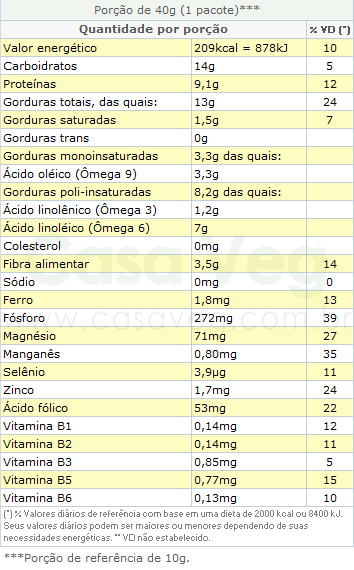 Porção de 40g (1 pacote)***
Quantidade por porção % VD (*)
Valor energético 209kcal = 878kJ 10
Carboidratos 14g 5
Proteínas 9,1g 12
Gorduras totais, das quais: 13g 24
Gorduras saturadas 1,5g 7
Gorduras trans 0g
Gorduras monoinsaturadas 3,3g das quais:
Ácido oléico (Ômega 9) 3,3g
Gorduras poli-insaturadas 8,2g das quais:
Ácido linolênico (Ômega 3) 1,2g
Ácido linoléico (Ômega 6) 7g
Colesterol 0mg
Fibra alimentar 3,5g 14
Sódio 0mg 0
Ferro 1,8mg 13
Fósforo 272mg 39
Magnésio 71mg 27
Manganês 0,80mg 35
Selênio 3,9µg 11
Zinco 1,7mg 24
Ácido fólico 53mg 22
Vitamina B1 0,14mg 12
Vitamina B2 0,14mg 11
Vitamina B3 0,85mg 5
Vitamina B5 0,77mg 15
Vitamina B6 0,13mg 10
(*) % Valores diários de referência com base em uma dieta de 2000 kcal ou 8400 kJ.
Seus valores diários podem ser maiores ou menores dependendo de suas
necessidades energéticas. ** VD não estabelecido.
***Porção de referência de 10g.
Casa Veg
www.casaveg.com.br